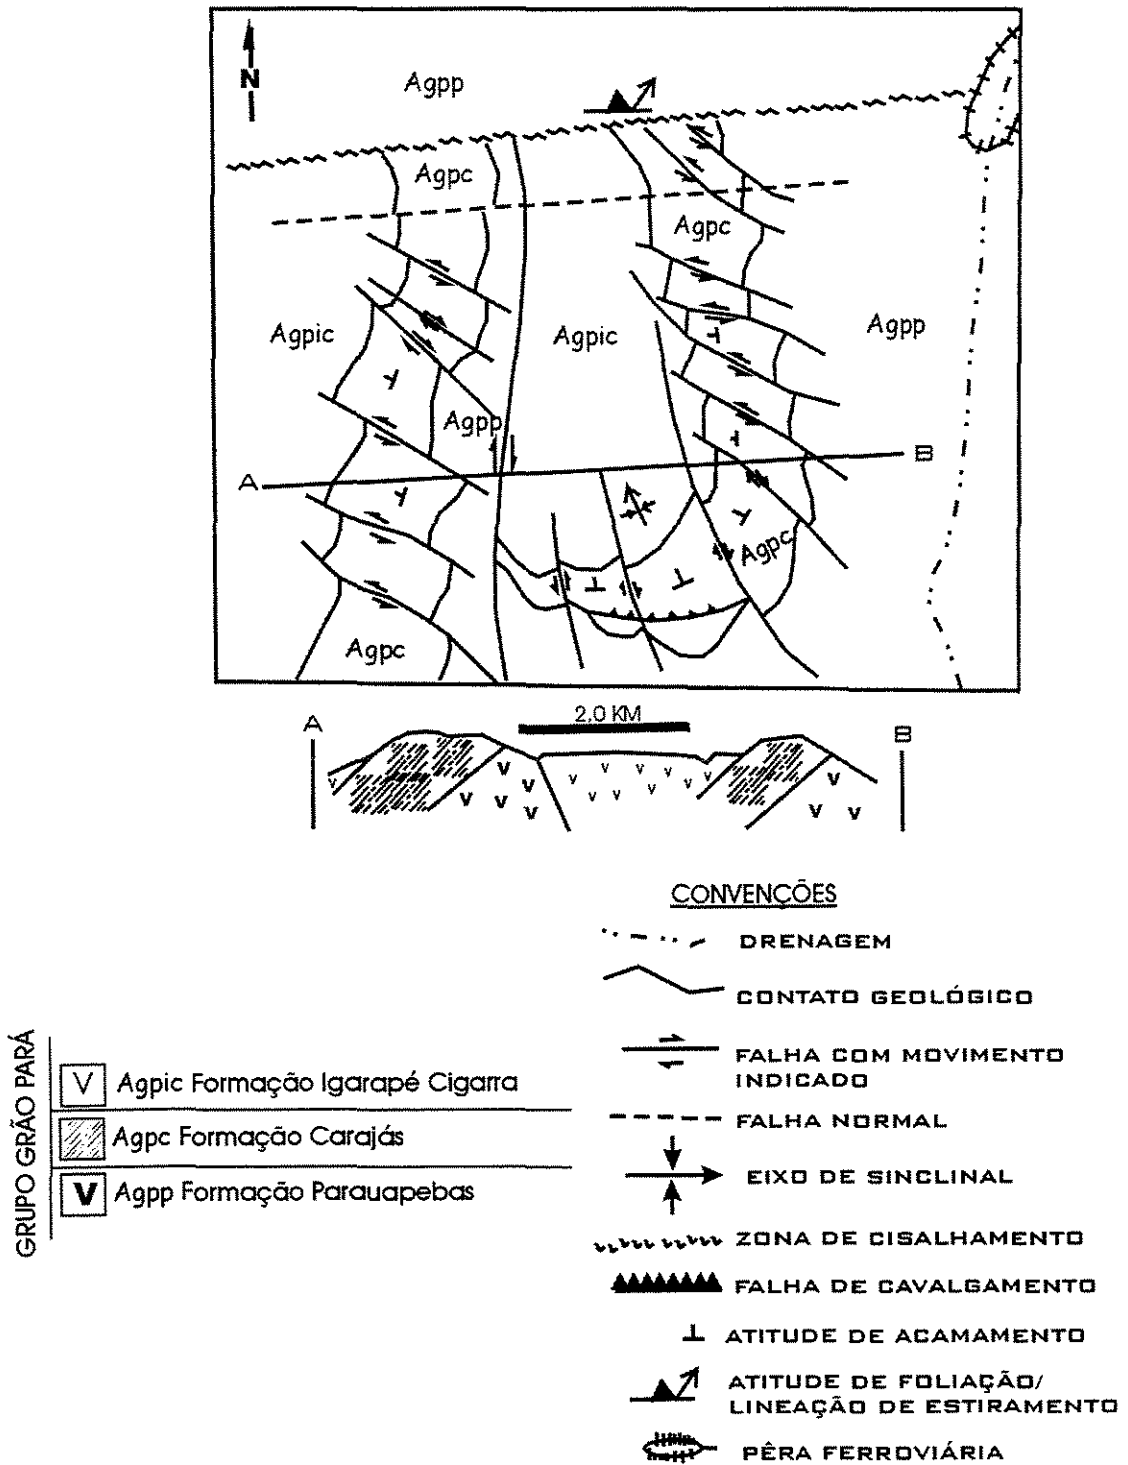 N
Agpp
Agpc
Agpc
Agpic
Agpic
Agpp
Agpp
A
B
Agpc
Agpc
A
2,0 KM
B
CONVENÇÕES
DRENAGEM
CONTATO GEOLÓGICO
FALHA COM MOVIMENTO
INDICADO
FALHA NORMAL
EIXO DE SINCLINAL
ZONA DE CISALHAMENTO
FALHA DE CAVALGAMENTO
ATITUDE DE ACAMAMENTO
ATITUDE DE FOLIAÇÃO/
LINEAÇÃO DE ESTIRAMENTO
PÊRA FERROVIÁRIA
GRUPO GRÃO PARÁ
V Agpic Formação Igarapé Cigarra
Agpc Formação Carajás
V Agpp Formação Parauapebas